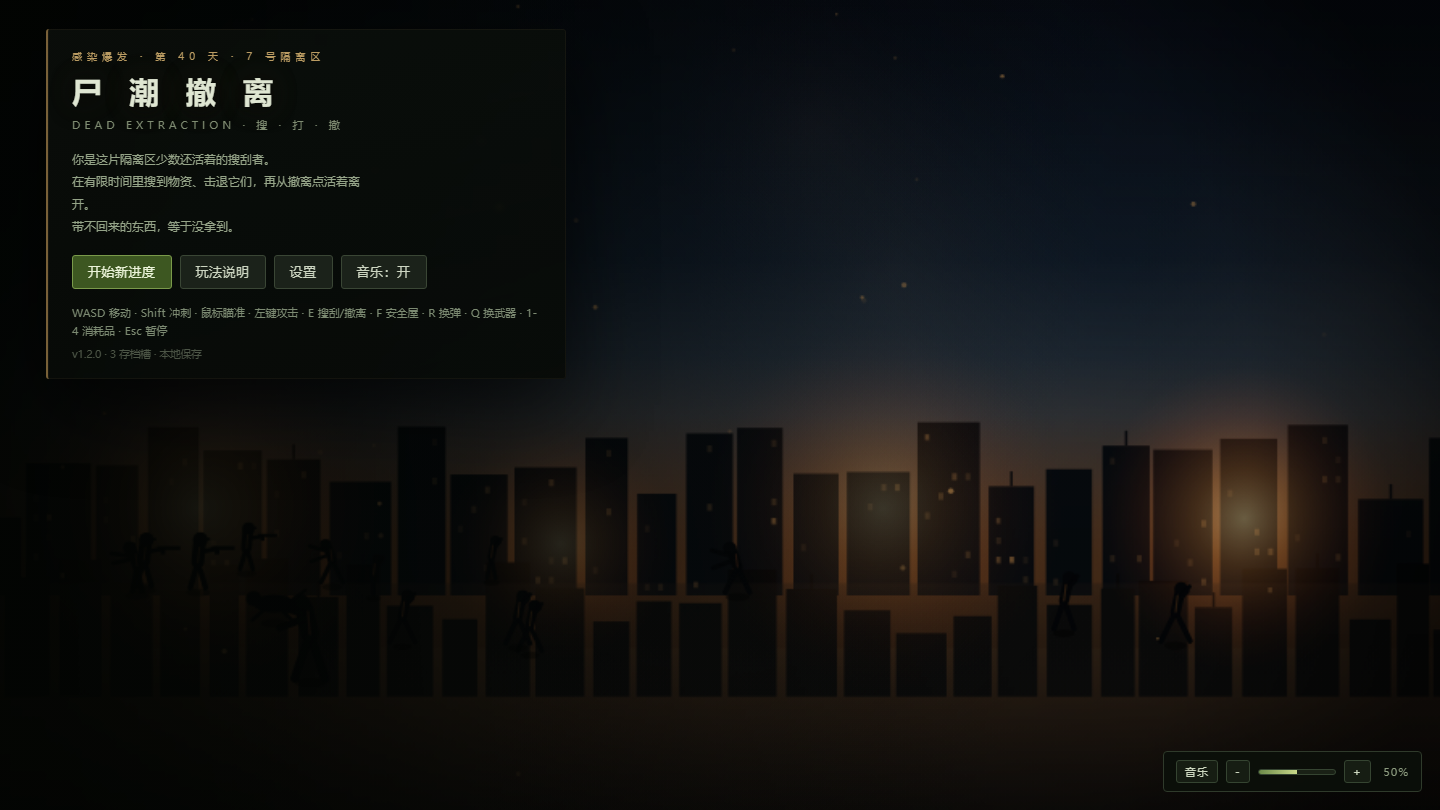 感染爆发 · 第 40 天 · 7 号隔离区
尸潮撤离
DEAD EXTRACTION · 搜 · 打 · 撤
你是这片隔离区少数还活着的搜刮者。
在有限时间里搜到物资、击退它们，再从撤离点活着离
开。
带不回来的东西，等于没拿到。
开始新进度 玩法说明 设置 音乐：开
WASD 移动 · Shift 冲刺 · 鼠标瞄准 · 左键攻击 · E 搜刮/撤离 · F 安全屋 · R 换弹 · Q 换武器 · 1-
4 消耗品 · Esc 暂停
v1.2.0 · 3 存档槽 · 本地保存
音乐 - + 50%